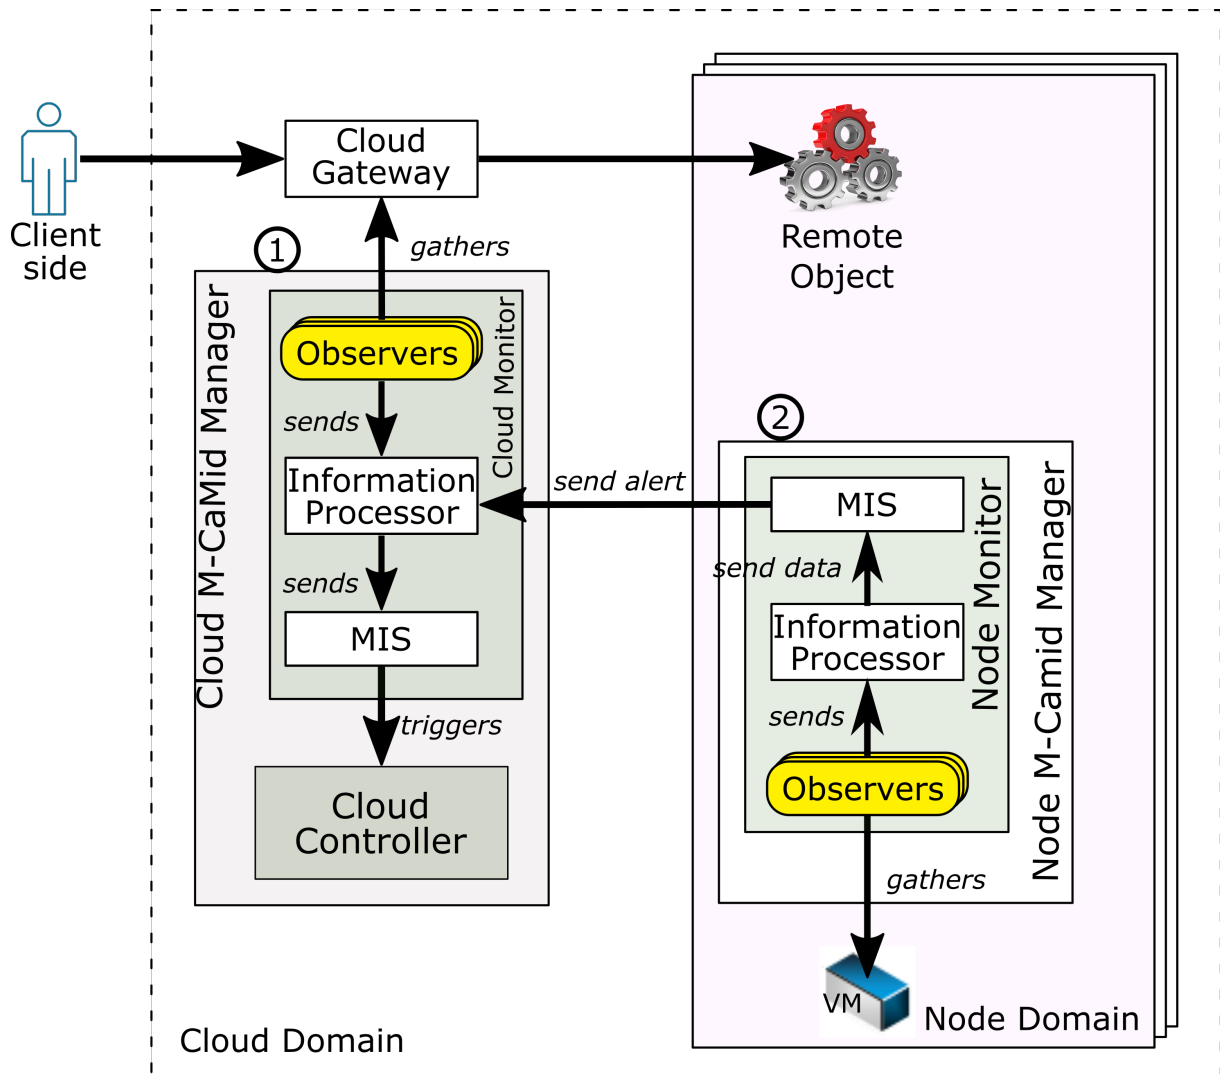 Cloud
Gateway
Client
side
1
gathers
Remote
Object
Cloud M-CaMid Manager
Cloud Monitor
Observers
sends
Information
Processor
sends
MIS
triggers
Cloud
Controller
send alert
2
MIS
send data
Information
Processor
sends
Observers
Node Monitor
Node M-Camid Manager
gathers
VM
Node Domain
Cloud Domain